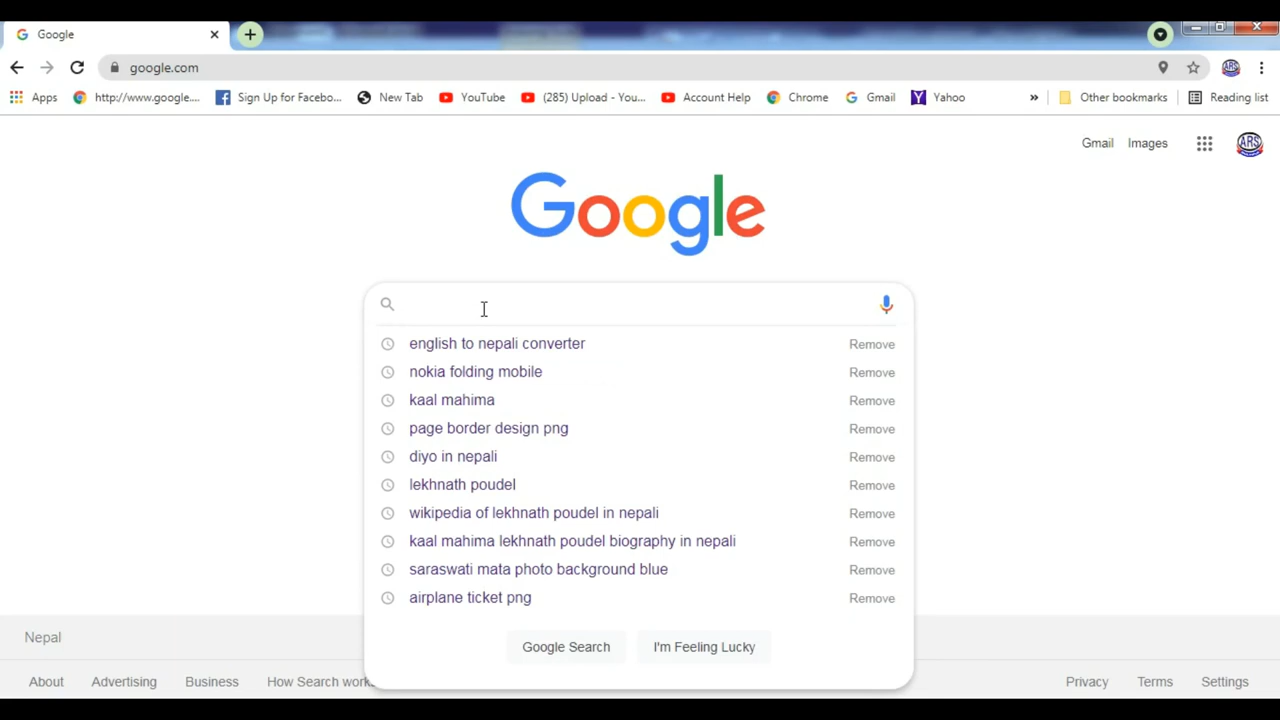 Google
google.com
Apps http://www.google.... Sign Up for Facebo... New Tab YouTube (285) Upload - You... Account Help Chrome Gmail Yahoo » Other bookmarks Reading list
Gmail Images ARS
Google
english to nepali converter Remove
nokia folding mobile Remove
kaal mahima Remove
page border design png Remove
diyo in nepali Remove
lekhnath poudel Remove
wikipedia of lekhnath poudel in nepali Remove
kaal mahima lekhnath poudel biography in nepali Remove
saraswati mata photo background blue Remove
airplane ticket png Remove
Nepal
Google Search I'm Feeling Lucky
About Advertising Business How Search work Privacy Terms Settings